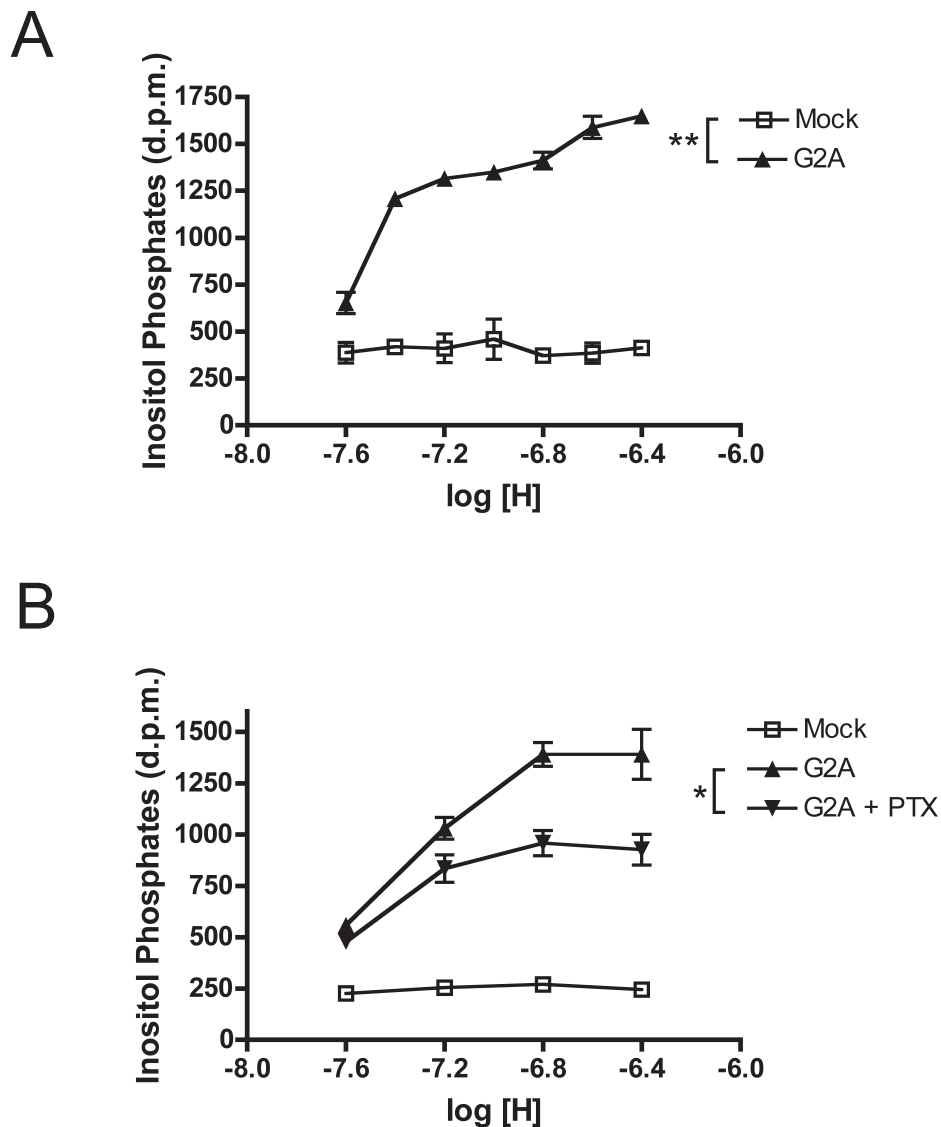 A
Inositol Phosphates (d.p.m.)
1750
1500
1250
1000
750
500
250
0
-8.0 -7.6 -7.2 -6.8 -6.4 -6.0
log [H]
** Mock
G2A
B
Inositol Phosphates (d.p.m.)
1500
1250
1000
750
500
250
0
-8.0 -7.6 -7.2 -6.8 -6.4 -6.0
log [H]
Mock
* G2A
G2A + PTX